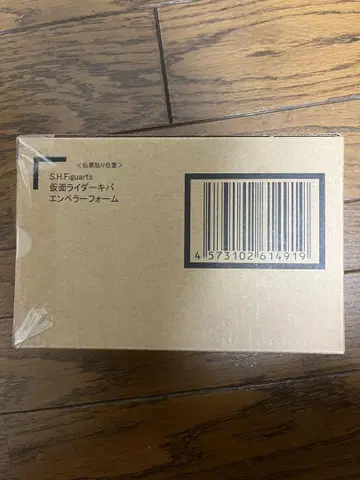 <伝票貼り位置>
S.H.Figuarts
仮面ライダーキバ
エンペラーフォーム
4 573102 614919